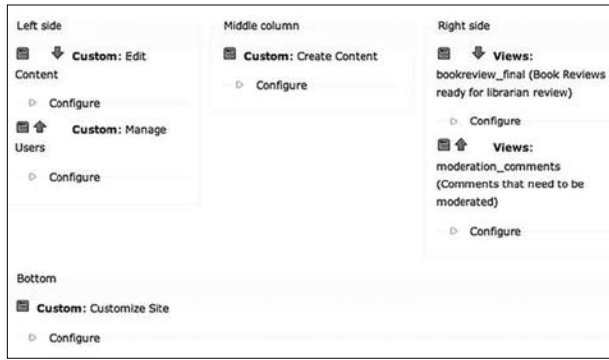 Left side
Custom: Edit
Content
Configure
Custom: Manage
Users
Configure
Middle column
Custom: Create Content
Configure
Right side
Views:
bookreview_final (Book Reviews
ready for librarian review)
Configure
Views:
moderation_comments
(Comments that need to be
moderated)
Configure
Bottom
Custom: Customize Site
Configure